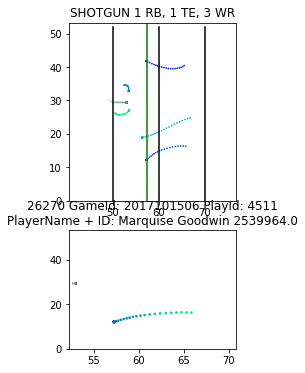 SHOTGUN 1 RB, 1 TE, 3 WR
50
40
30
20
10
0
50 60 70
26270 GameId: 2017101506 PlayId: 4511
PlayerName + ID: Marquise Goodwin 2539964.0
40
20
0
55 60 65 70